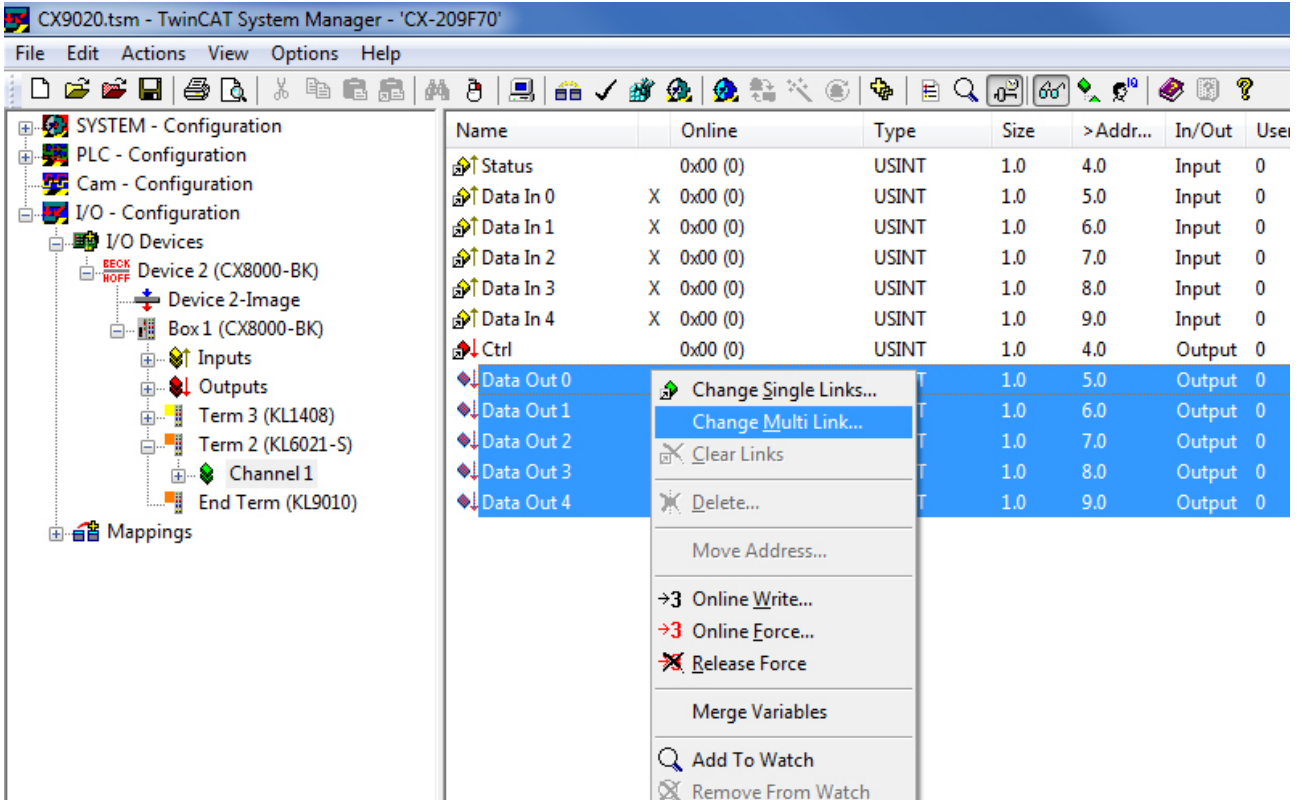 CX9020.tsm - TwinCAT System Manager - 'CX-209F70'
File Edit Actions View Options Help
SYSTEM - Configuration
PLC - Configuration
Cam - Configuration
I/O - Configuration
I/O Devices
BECK
HOFF
Device 2 (CX8000-BK)
Device 2-Image
Box 1 (CX8000-BK)
Inputs
Outputs
Term 3 (KL1408)
Term 2 (KL6021-S)
Channel 1
End Term (KL9010)
Mappings
Name Online Type Size >Addr... In/Out User
Status 0x00 (0) USINT 1.0 4.0 Input 0
Data In 0 X 0x00 (0) USINT 1.0 5.0 Input 0
Data In 1 X 0x00 (0) USINT 1.0 6.0 Input 0
Data In 2 X 0x00 (0) USINT 1.0 7.0 Input 0
Data In 3 X 0x00 (0) USINT 1.0 8.0 Input 0
Data In 4 X 0x00 (0) USINT 1.0 9.0 Input 0
Ctrl 0x00 (0) USINT 1.0 4.0 Output 0
Data Out 0 T 1.0 5.0 Output 0
Data Out 1 T 1.0 6.0 Output 0
Data Out 2 T 1.0 7.0 Output 0
Data Out 3 T 1.0 8.0 Output 0
Data Out 4 T 1.0 9.0 Output 0
Change Single Links...
Change Multi Link...
Clear Links
Delete...
Move Address...
→3 Online Write...
→3 Online Force...
Release Force
Merge Variables
Add To Watch
Remove From Watch